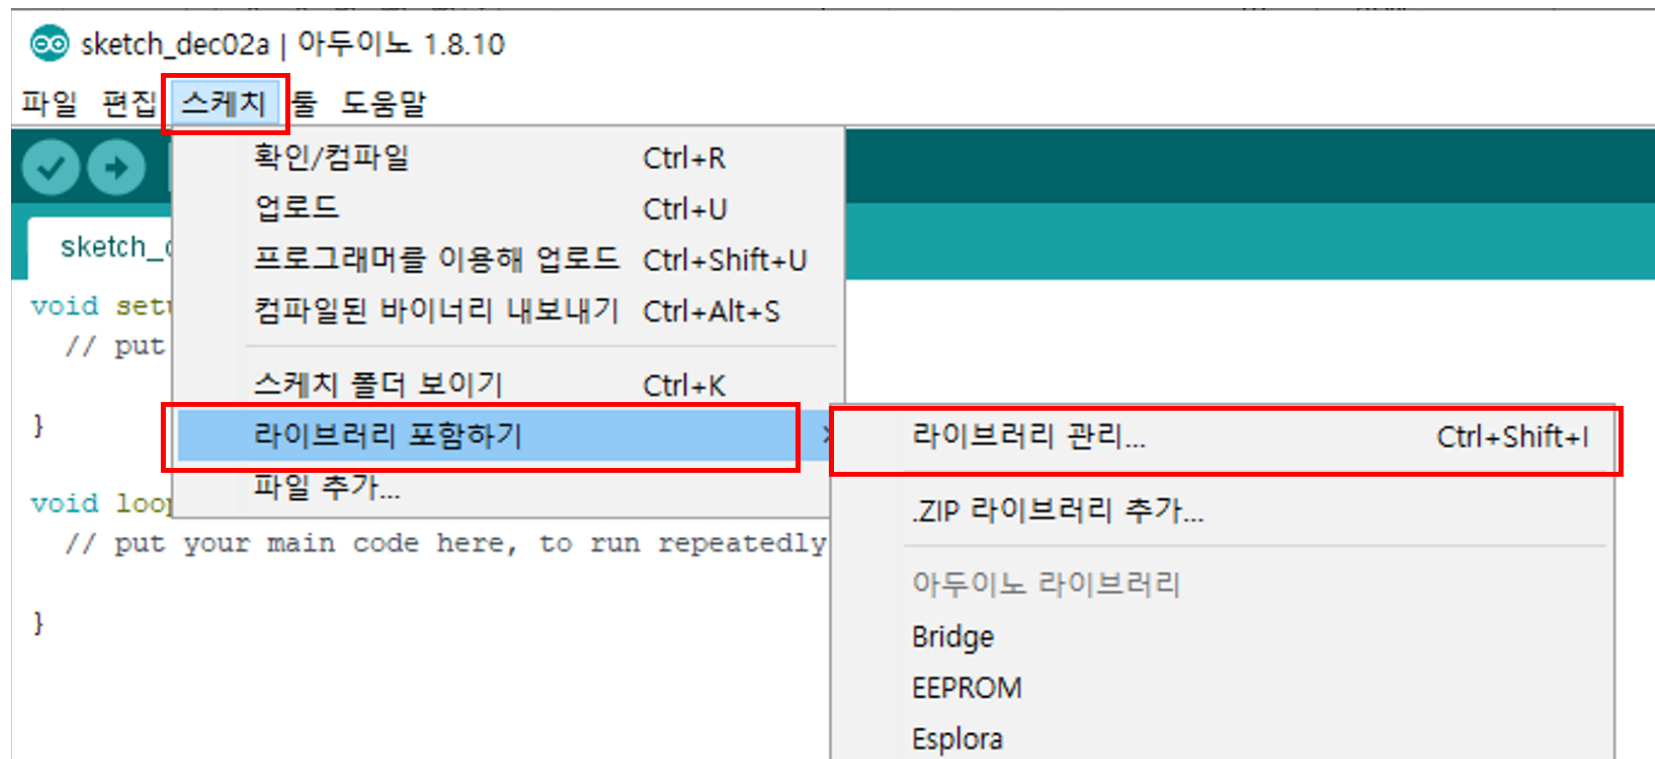 sketch_dec02a | 아두이노 1.8.10
파일 편집 스케치 툴 도움말
확인/컴파일 Ctrl+R
업로드 Ctrl+U
sketch_
프로그래머를 이용해 업로드 Ctrl+Shift+U
void
컴파일된 바이너리 내보내기 Ctrl+Alt+S
// put
스케치 폴더 보이기 Ctrl+K
}
라이브러리 포함하기
라이브러리 관리... Ctrl+Shift+I
파일 추가...
void
.ZIP 라이브러리 추가...
// put your main code here, to run repeatedly
아두이노 라이브러리
}
Bridge
EEPROM
Esplora